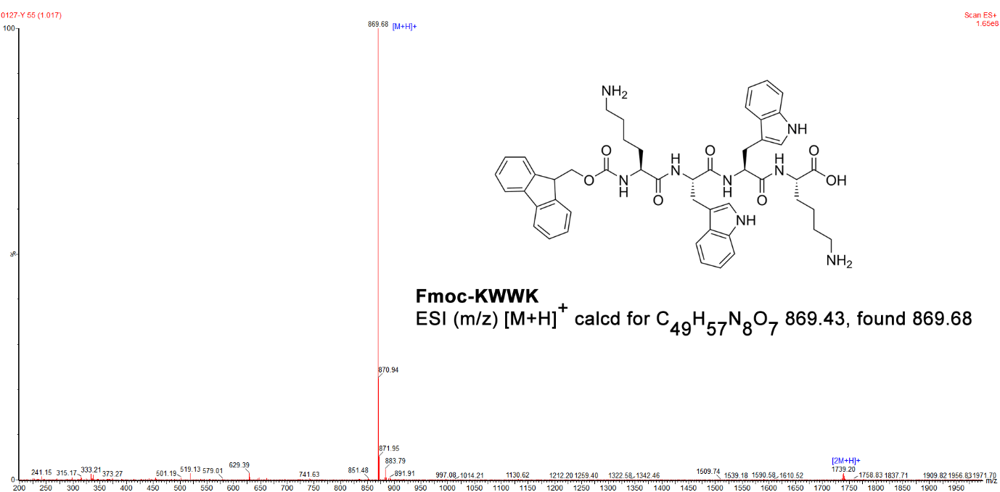 0127-Y 55 (1.017)
Scan ES+
1.65e8
100
869.68 [M+H]+
NH2
NH
O
O
H
N
O
H
N
O
OH
O
N
H
O
N
H
O
NH
NH2
%
Fmoc-KWWK
ESI (m/z) [M+H]+ calcd for C49H57N8O7 869.43, found 869.68
870.94
871.95
883.79
[2M+H]+
1739.20
0
241.15 315.17 333.21 373.27 501.19 519.13 579.01 629.39 741.63 851.48 891.91 997.08 1014.21 1130.62 1212.20 1259.40 1322.58 1342.46 1509.74 1539.18 1590.58 1610.52 1758.83 1837.71 1909.82 1956.83 1971.70
m/z
200 250 300 350 400 450 500 550 600 650 700 750 800 850 900 950 1000 1050 1100 1150 1200 1250 1300 1350 1400 1450 1500 1550 1600 1650 1700 1750 1800 1850 1900 1950